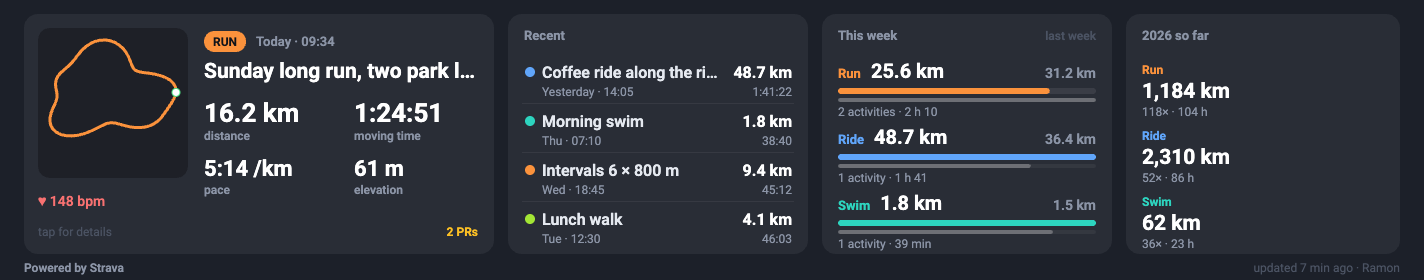 RUN Today · 09:34
Sunday long run, two park l...
16.2 km 1:24:51
distance moving time
5:14 /km 61 m
pace elevation
♥ 148 bpm
tap for details 2 PRs
Recent
Coffee ride along the ri... 48.7 km
Yesterday · 14:05 1:41:22
Morning swim 1.8 km
Thu · 07:10 38:40
Intervals 6 × 800 m 9.4 km
Wed · 18:45 45:12
Lunch walk 4.1 km
Tue · 12:30 46:03
This week last week
Run 25.6 km 31.2 km
2 activities · 2 h 10
Ride 48.7 km 36.4 km
1 activity · 1 h 41
Swim 1.8 km 1.5 km
1 activity · 39 min
2026 so far
Run
1,184 km
118× · 104 h
Ride
2,310 km
52× · 86 h
Swim
62 km
36× · 23 h
Powered by Strava updated 7 min ago · Ramon